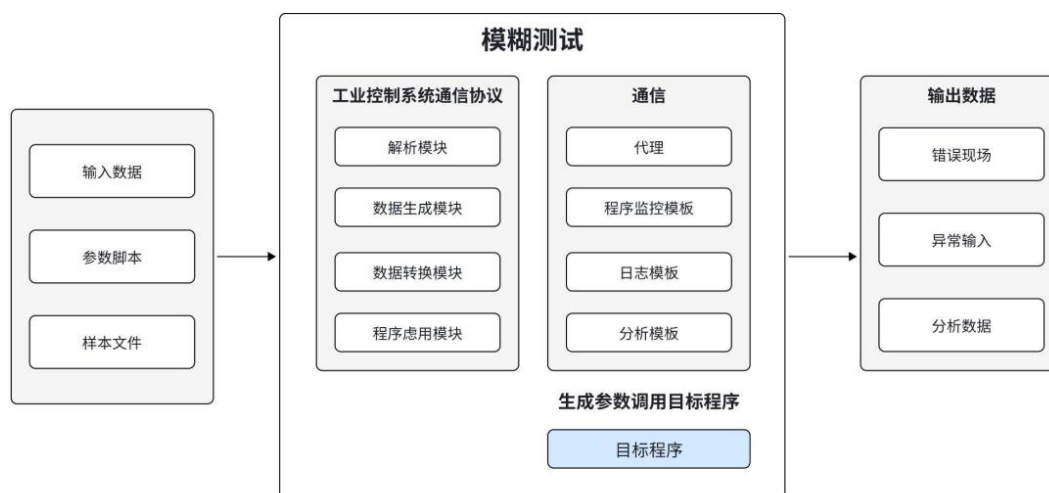 模糊测试
输入数据
参数脚本
样本文件
工业控制系统通信协议
解析模块
数据生成模块
数据转换模块
程序虑用模块
通信
代理
程序监控模板
日志模板
分析模板
生成参数调用目标程序
目标程序
输出数据
错误现场
异常输入
分析数据